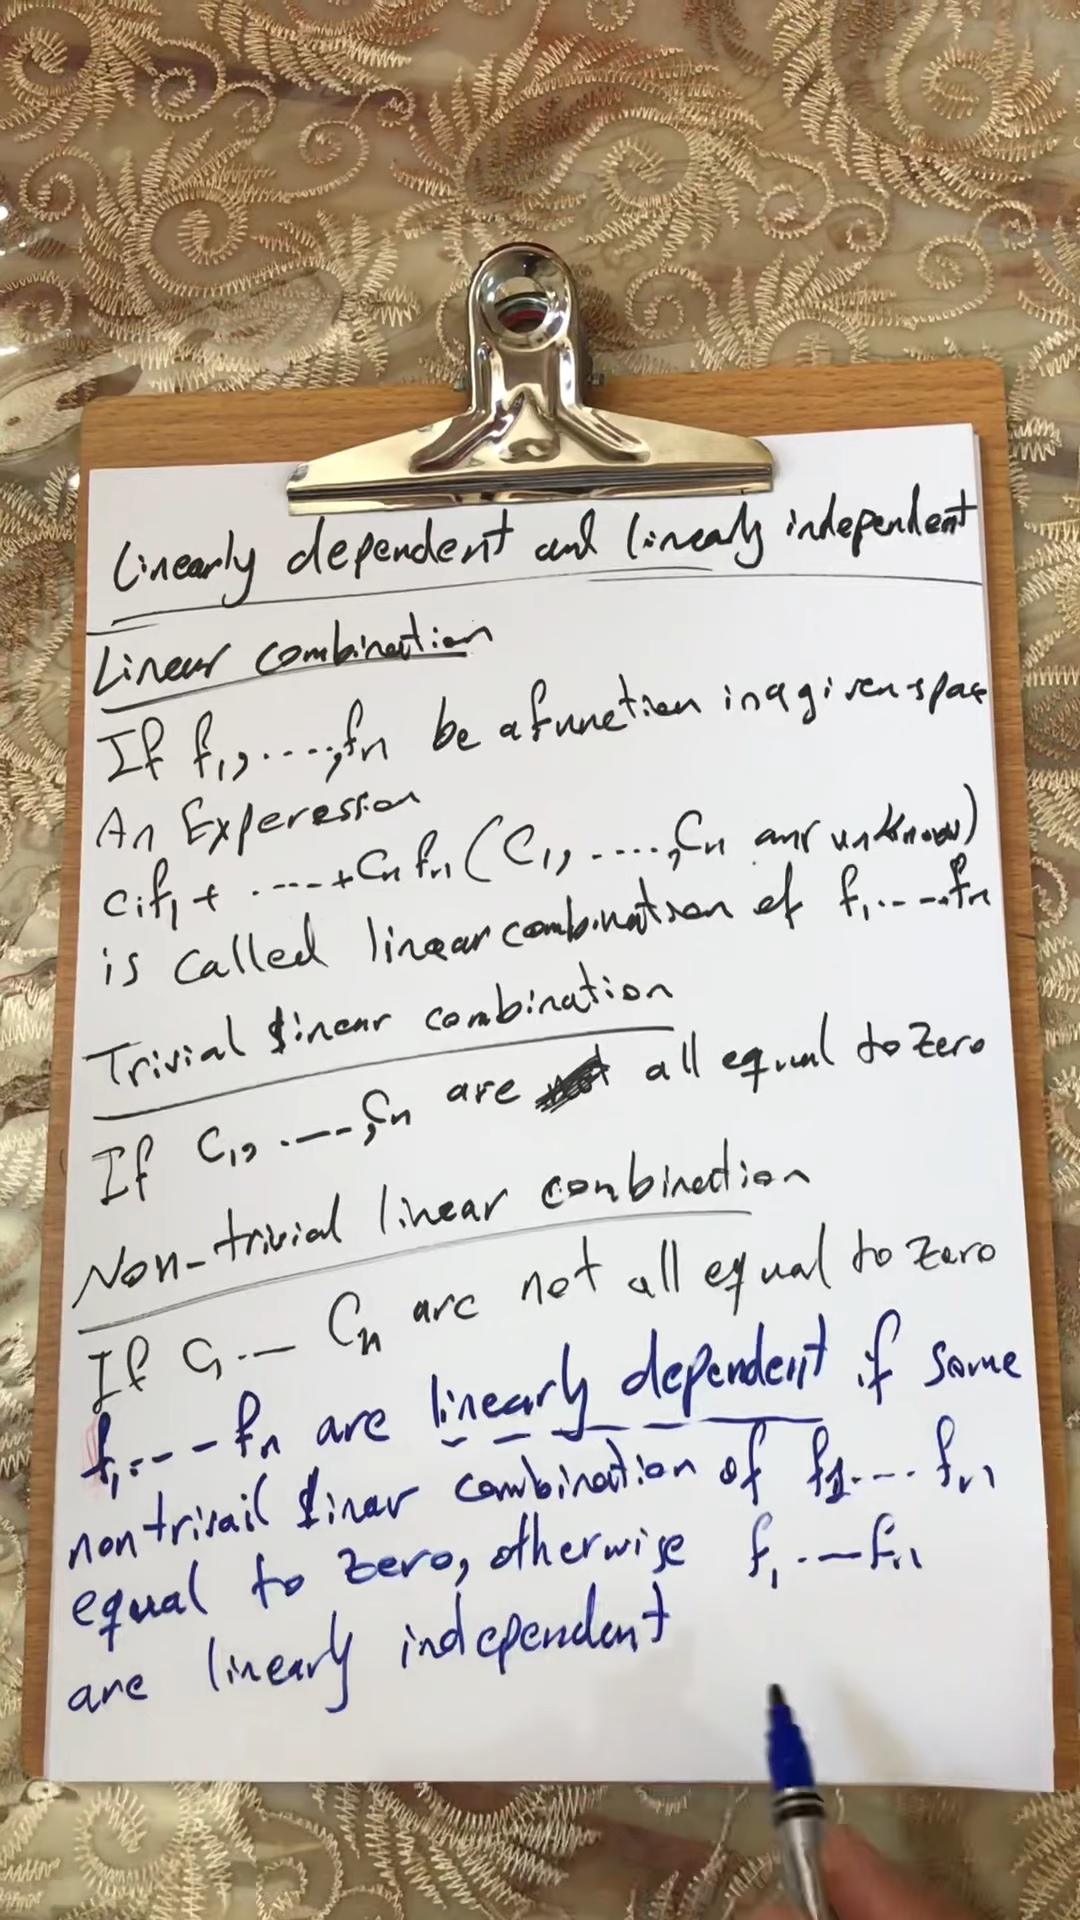 Linearly dependent and linearly independent
Linear combination
If f1, ...., fn be a function in a given space
An Experession
c1f1 + ..... + cnfn (C1, ....., Cn are unknown)
is called linear combination of f1.....fn
Trivial linear combination
If C1, ...., Cn are all equal to zero
Non-trivial linear combination
If C1... Cn are not all equal to zero
f1.... fn are linearly dependent if some
nontrivail linar combination of f1.... fn
equal to zero, otherwise f1 ... fn
are linearly independent